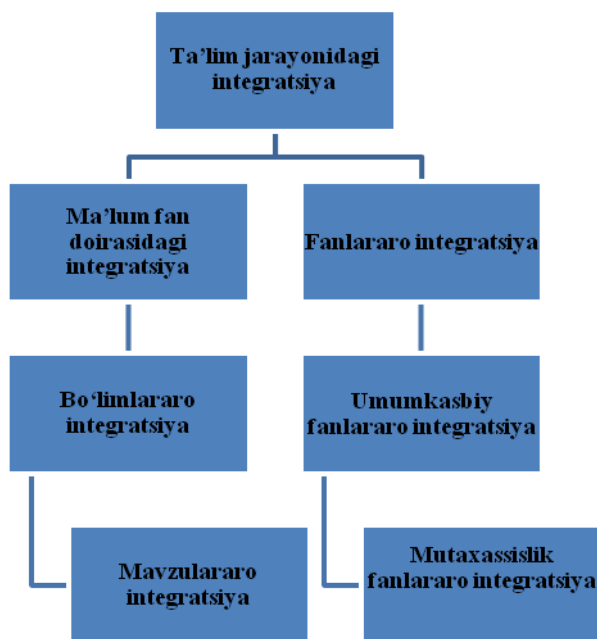 Ta’lim jarayonidagi
integratsiya
Ma’lum fan
doirasidagi
integratsiya
Fanlararo integratsiya
Bo‘limlararo
integratsiya
Umumkasbiy
fanlararo integratsiya
Mavzulararo
integratsiya
Mutaxassislik
fanlararo integratsiya